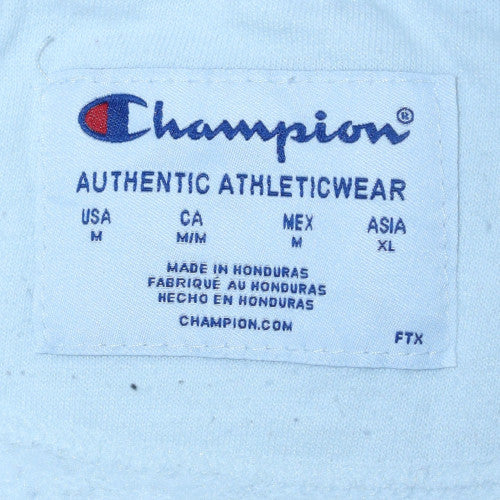 Champion®
AUTHENTIC ATHLETICWEAR
USA CA MEX ASIA
M M/M M XL
MADE IN HONDURAS
FABRIQUÉ AU HONDURAS
HECHO EN HONDURAS
CHAMPION.COM
FTX